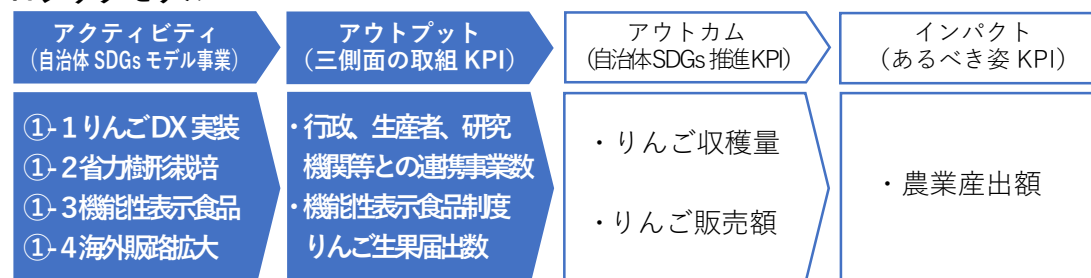 アクティビティ
(自治体 SDGs モデル事業)
アウトプット
(三側面の取組 KPI)
アウトカム
(自治体SDGs 推進KPI)
インパクト
(あるべき姿 KPI)
①-1りんごDX 実装
①-2省力樹形栽培
①-3機能性表示食品
①-4海外販路拡大
・行政、生産者、研究
機関等との連携事業数
・機能性表示食品制度
りんご生果届出数
・りんご収穫量
・りんご販売額
・農業産出額